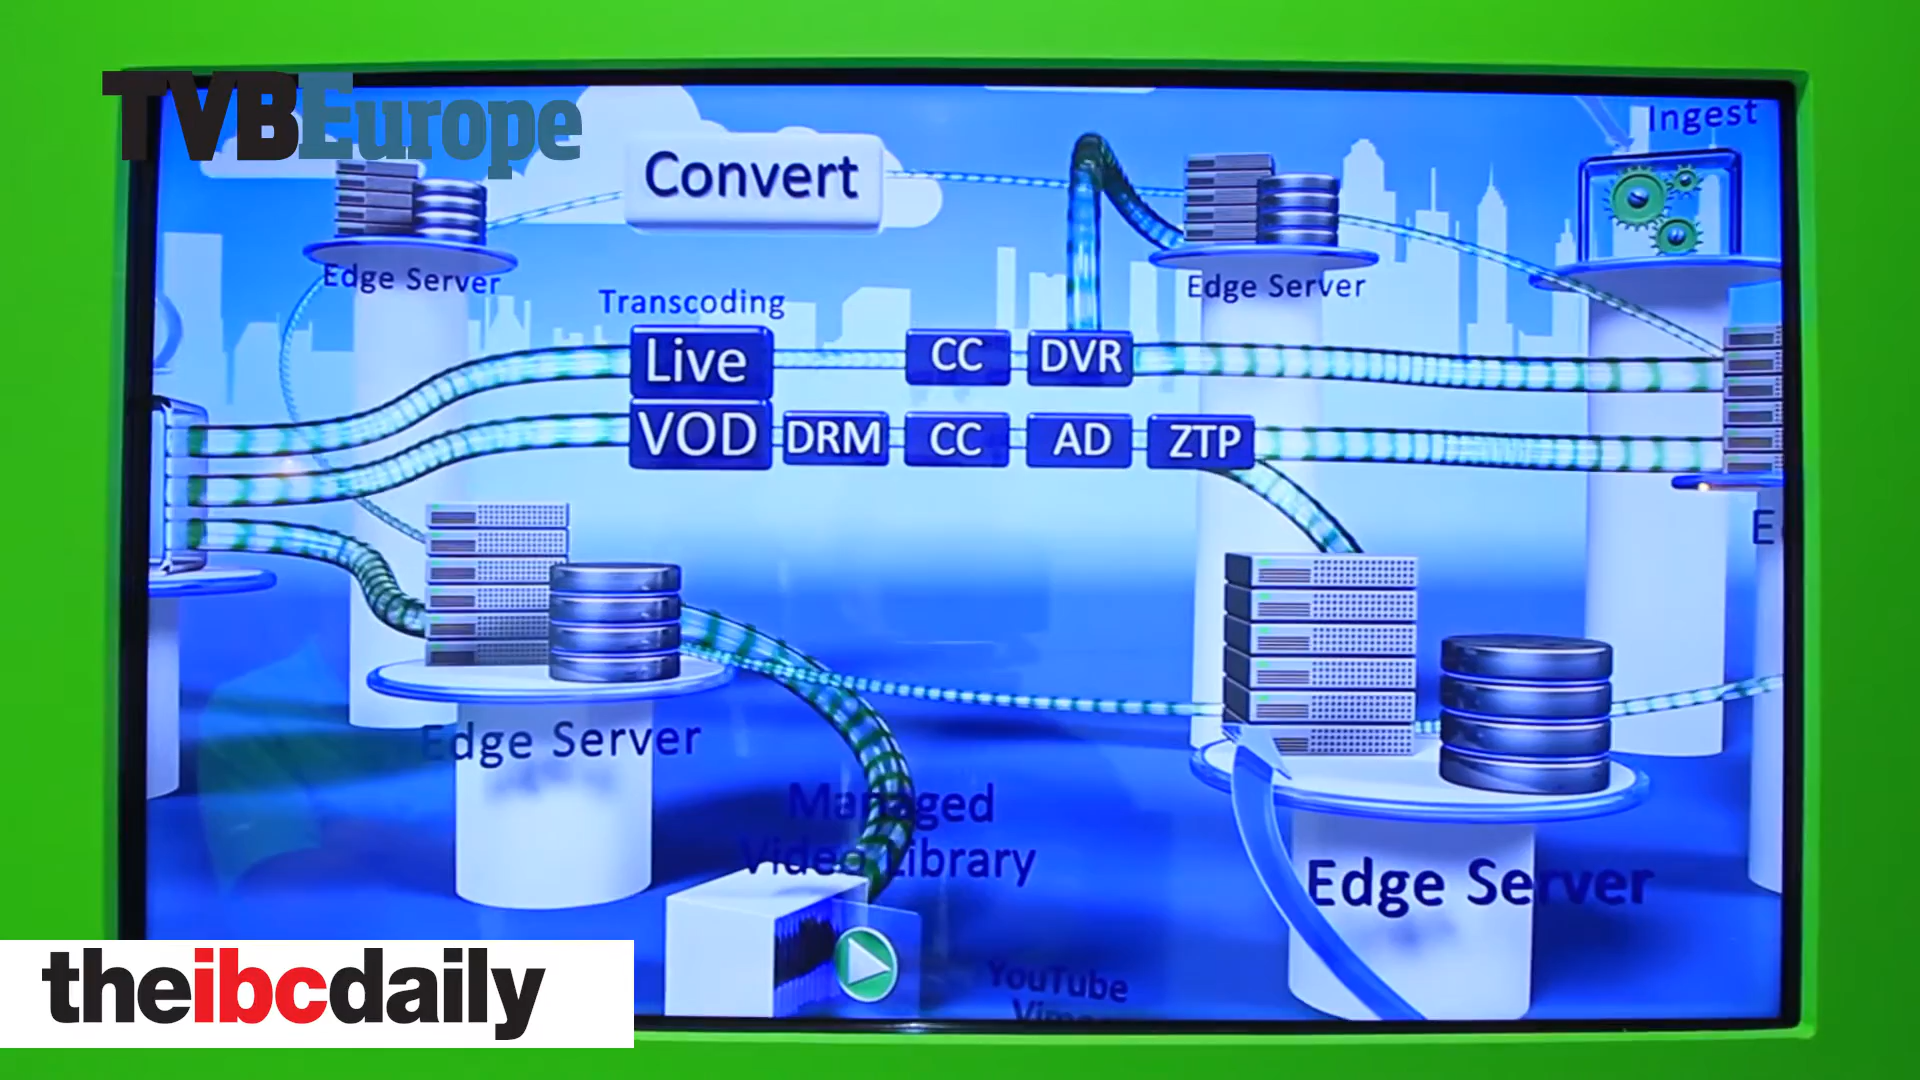 TVBEurope
Ingest
Convert
Edge Server
Edge Server
Transcoding
Live CC DVR
VOD DRM CC AD ZTP
Edge Server
Managed
Video Library
Edge Server
YouTube
theibcdaily